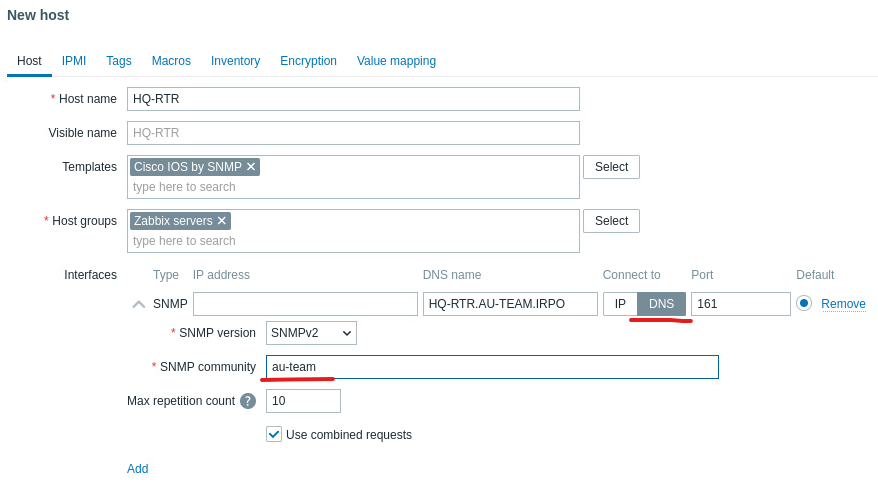 New host
Host IPMI Tags Macros Inventory Encryption Value mapping
* Host name HQ-RTR
Visible name HQ-RTR
Templates Cisco IOS by SNMP ✕ Select
type here to search
* Host groups Zabbix servers ✕ Select
type here to search
Interfaces Type IP address DNS name Connect to Port Default
SNMP HQ-RTR.AU-TEAM.IRPO IP DNS 161 Remove
* SNMP version SNMPv2
* SNMP community au-team
Max repetition count ? 10
Use combined requests
Add